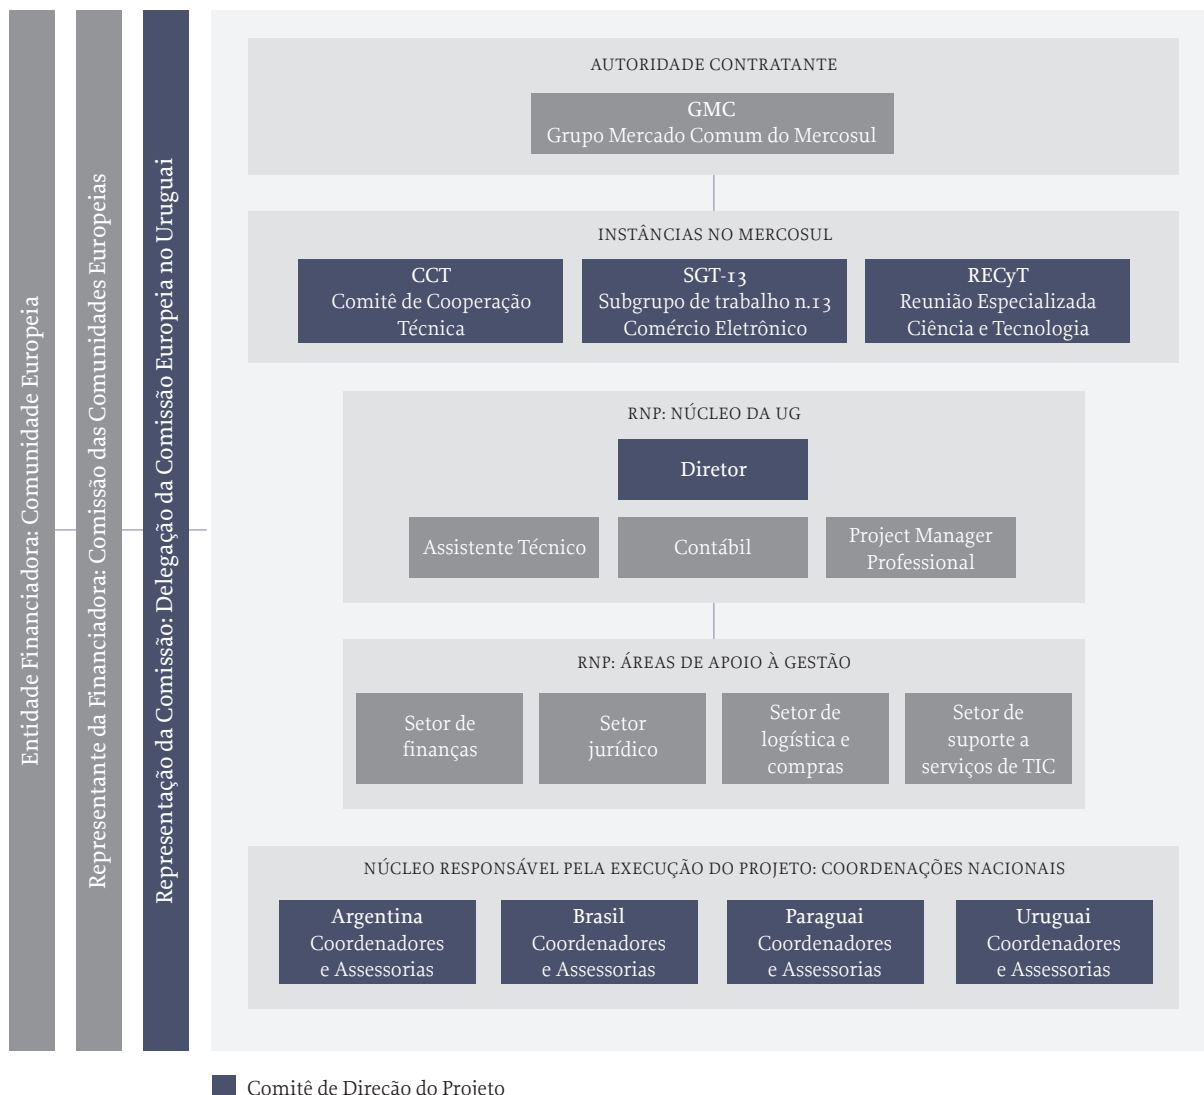 Entidade Financiadora: Comunidade Europeia
Representante da Financiadora: Comissão das Comunidades Europeias
Representação da Comissão: Delegação da Comissão Europeia no Uruguai
AUTORIDADE CONTRATANTE
GMC
Grupo Mercado Comum do Mercosul
INSTÂNCIAS NO MERCOSUL
CCT
Comitê de Cooperação
Técnica
SGT-13
Subgrupo de trabalho n.13
Comércio Eletrônico
RECyT
Reunião Especializada
Ciência e Tecnologia
RNP: NÚCLEO DA UG
Diretor
Assistente Técnico
Contábil
Project Manager
Professional
RNP: ÁREAS DE APOIO À GESTÃO
Setor de
finanças
Setor
jurídico
Setor de
logística e
compras
Setor de
suporte a
serviços de TIC
NÚCLEO RESPONSÁVEL PELA EXECUÇÃO DO PROJETO: COORDENAÇÕES NACIONAIS
Argentina
Coordenadores
e Assessorias
Brasil
Coordenadores
e Assessorias
Paraguai
Coordenadores
e Assessorias
Uruguai
Coordenadores
e Assessorias
Comitê de Direção do Projeto